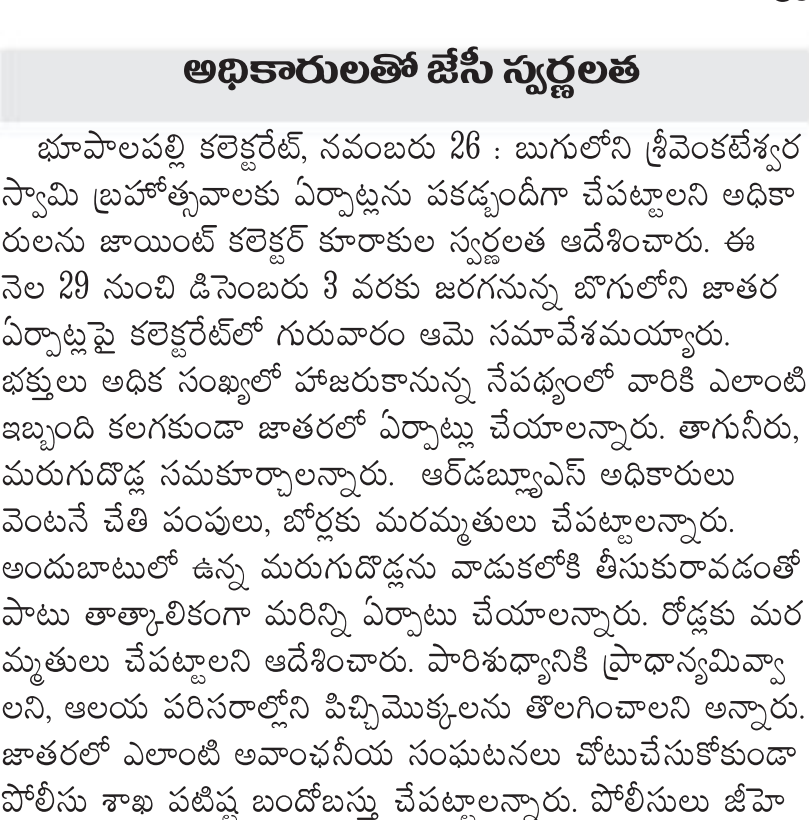 అధికారులతో జేసీ స్వర్ణలత
భూపాలపల్లి కలెక్టరేట్, నవంబరు 26 : బుగులోని శ్రీవెంకటేశ్వర
స్వామి బ్రహోత్సవాలకు ఏర్పాట్లను పకడ్బందీగా చేపట్టాలని అధికా
రులను జాయింట్ కలెక్టర్ కూరాకుల స్వర్ణలత ఆదేశించారు. ఈ
నెల 29 నుంచి డిసెంబరు 3 వరకు జరగనున్న బొగులోని జాతర
ఏర్పాట్లపై కలెక్టరేట్‌లో గురువారం ఆమె సమావేశమయ్యారు.
భక్తులు అధిక సంఖ్యలో హాజరుకానున్న నేపథ్యంలో వారికి ఎలాంటి
ఇబ్బంది కలగకుండా జాతరలో ఏర్పాట్లు చేయాలన్నారు. తాగునీరు,
మరుగుదొడ్ల సమకూర్చాలన్నారు. ఆర్‌డబ్ల్యూఎస్ అధికారులు
వెంటనే చేతి పంపులు, బోర్లకు మరమ్మతులు చేపట్టాలన్నారు.
అందుబాటులో ఉన్న మరుగుదొడ్లను వాడుకలోకి తీసుకురావడంతో
పాటు తాత్కాలికంగా మరిన్ని ఏర్పాటు చేయాలన్నారు. రోడ్లకు మర
మ్మతులు చేపట్టాలని ఆదేశించారు. పారిశుధ్యానికి ప్రాధాన్యమివ్వా
లని, ఆలయ పరిసరాల్లోని పిచ్చిమొక్కలను తొలగించాలని అన్నారు.
జాతరలో ఎలాంటి అవాంఛనీయ సంఘటనలు చోటుచేసుకోకుండా
పోలీసు శాఖ పటిష్ట బందోబస్తు చేపట్టాలన్నారు. పోలీసులు జీహె